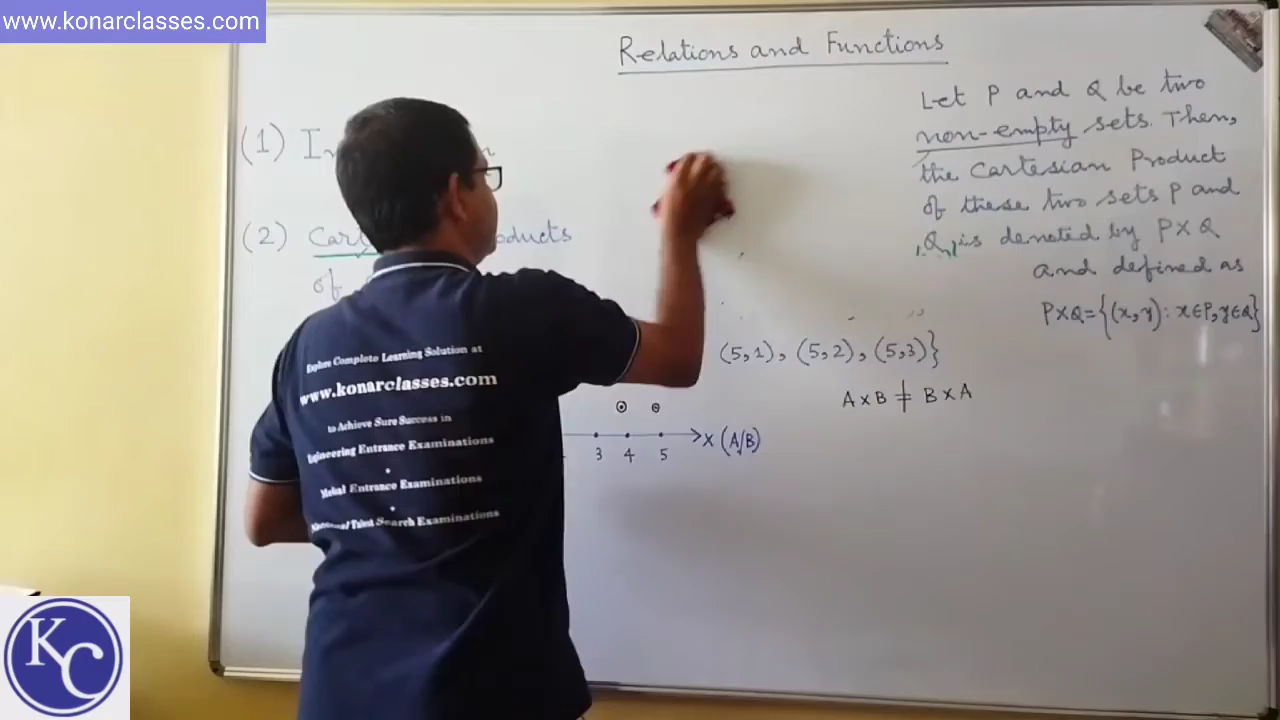 www.konarclasses.com
Relations and Functions
Let P and Q be two
non-empty sets. Then,
the Cartesian Product
of these two sets P and
Q, is denoted by P×Q
and defined as
P×Q={(x,y): x∈P,y∈Q}
(1)
(2)
of
(5,1), (5,2), (5,3)}
A×B ≠ B×A
X (A/B)
3 4 5
Explore Complete Learning Solution at
www.konarclasses.com
to Achieve Sure Success in
Engineering Entrance Examinations
Entrance Examinations
Talent Search Examinations
KC